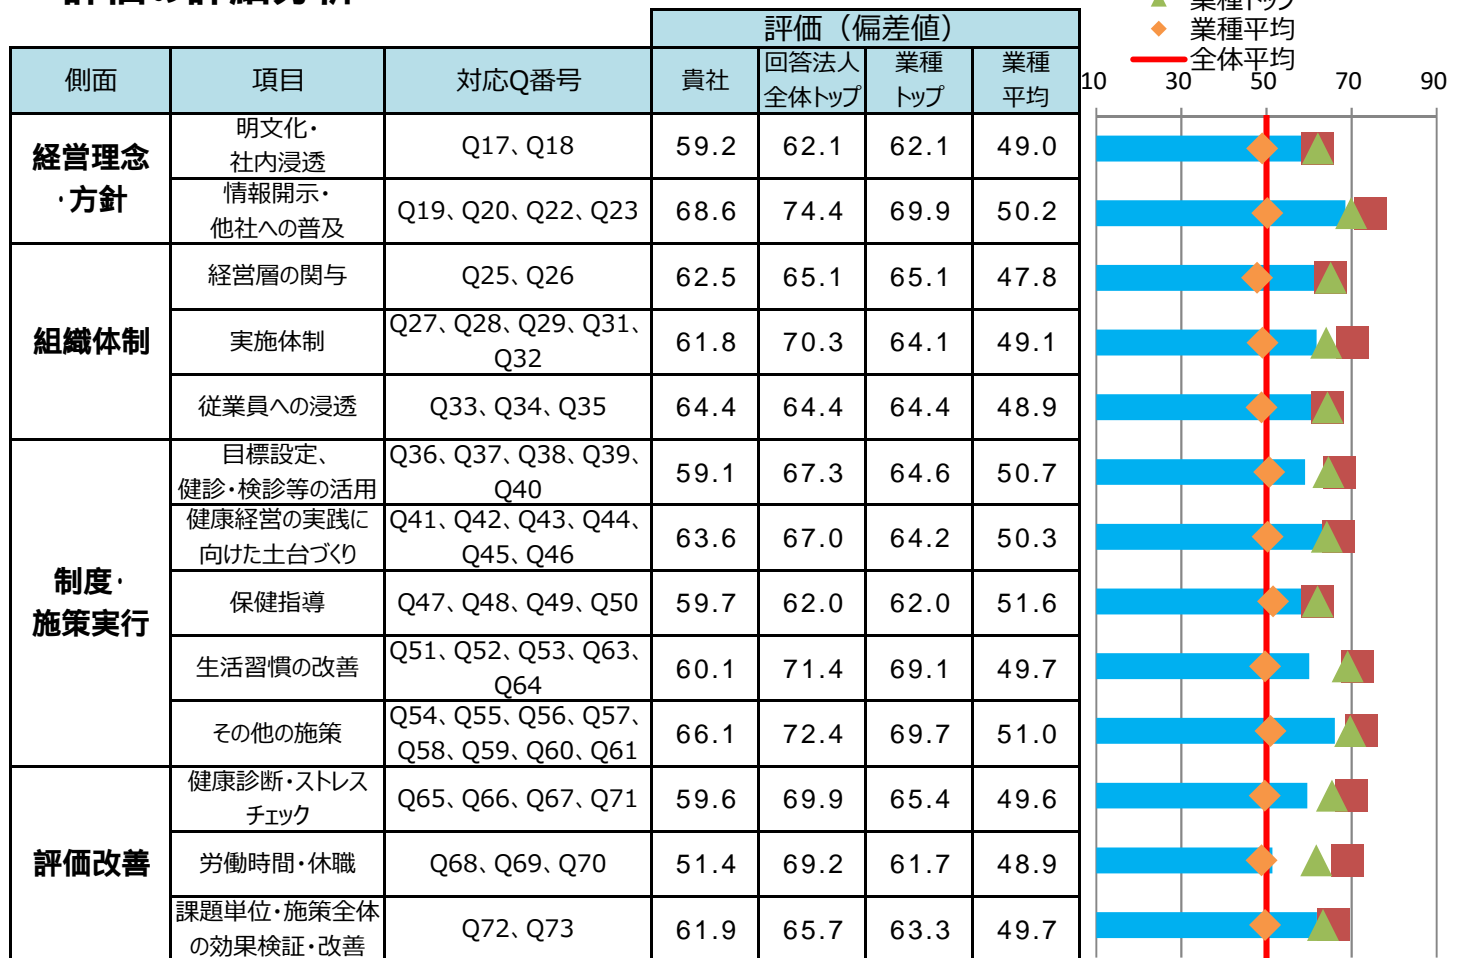 評価の詳細分析
業種トップ
業種平均
全体平均
評価（偏差値）
側面 項目 対応Q番号 貴社 回答法人全体トップ 業種トップ 業種平均
10 30 50 70 90
経営理念・方針
明文化・社内浸透 Q17、Q18 59.2 62.1 62.1 49.0
情報開示・他社への普及 Q19、Q20、Q22、Q23 68.6 74.4 69.9 50.2
組織体制
経営層の関与 Q25、Q26 62.5 65.1 65.1 47.8
実施体制 Q27、Q28、Q29、Q31、Q32 61.8 70.3 64.1 49.1
従業員への浸透 Q33、Q34、Q35 64.4 64.4 64.4 48.9
制度・施策実行
目標設定、健診・検診等の活用 Q36、Q37、Q38、Q39、Q40 59.1 67.3 64.6 50.7
健康経営の実践に向けた土台づくり Q41、Q42、Q43、Q44、Q45、Q46 63.6 67.0 64.2 50.3
保健指導 Q47、Q48、Q49、Q50 59.7 62.0 62.0 51.6
生活習慣の改善 Q51、Q52、Q53、Q63、Q64 60.1 71.4 69.1 49.7
その他の施策 Q54、Q55、Q56、Q57、Q58、Q59、Q60、Q61 66.1 72.4 69.7 51.0
評価改善
健康診断・ストレスチェック Q65、Q66、Q67、Q71 59.6 69.9 65.4 49.6
労働時間・休職 Q68、Q69、Q70 51.4 69.2 61.7 48.9
課題単位・施策全体の効果検証・改善 Q72、Q73 61.9 65.7 63.3 49.7